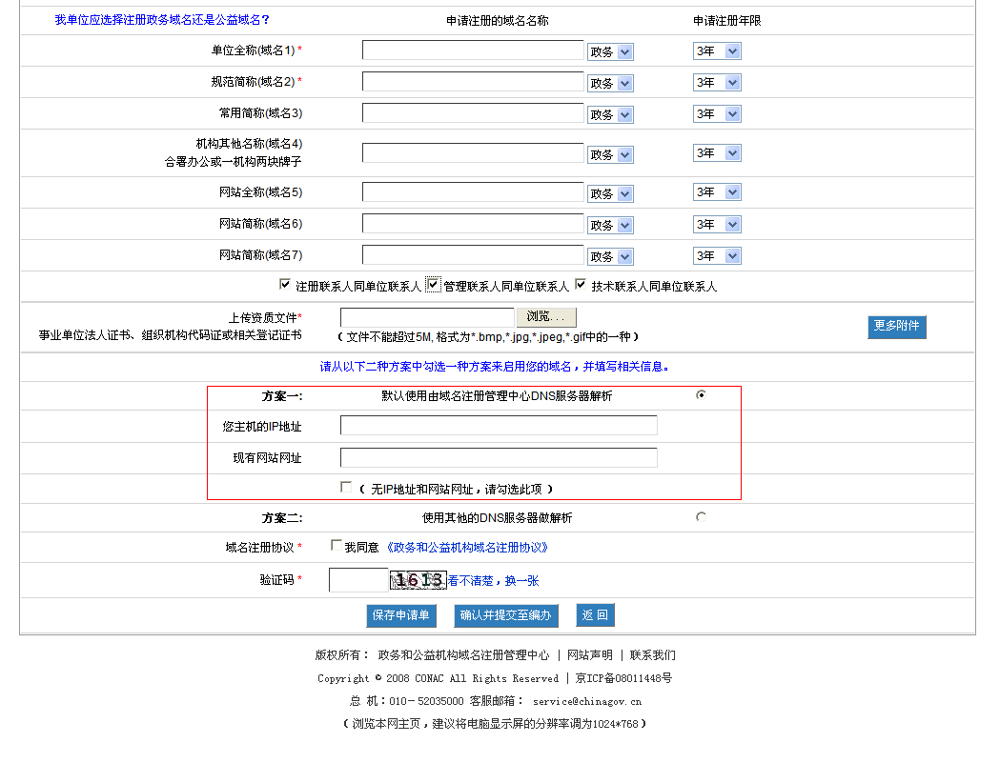 我单位应选择注册政务域名还是公益域名? 申请注册的域名名称 申请注册年限
单位全称(域名1) * 政务 3年
规范简称(域名2) * 政务 3年
常用简称(域名3) 政务 3年
机构其他名称(域名4)
合署办公或一机构两块牌子 政务 3年
网站全称(域名5) 政务 3年
网站简称(域名6) 政务 3年
网站简称(域名7) 政务 3年
注册联系人同单位联系人 管理联系人同单位联系人 技术联系人同单位联系人
上传资质文件* 浏览...
事业单位法人证书、组织机构代码证或相关登记证书 (文件不能超过5M, 格式为*.bmp,*.jpg,*.jpeg,*.gif中的一种) 更多附件
请从以下二种方案中勾选一种方案来启用您的域名，并填写相关信息。
方案一: 默认使用由域名注册管理中心DNS服务器解析
您主机的IP地址
现有网站网址
( 无IP地址和网站网址，请勾选此项 )
方案二: 使用其他的DNS服务器做解析
域名注册协议 * 我同意 《政务和公益机构域名注册协议》
验证码 * 1613 看不清楚，换一张
保存申请单 确认并提交至编办 返 回
版权所有： 政务和公益机构域名注册管理中心 | 网站声明 | 联系我们
Copyright © 2008 CONAC All Rights Reserved | 京ICP备08011448号
总 机：010－52035000 客服邮箱： service@chinagov.cn
(浏览本网主页，建议将电脑显示屏的分辨率调为1024*768)